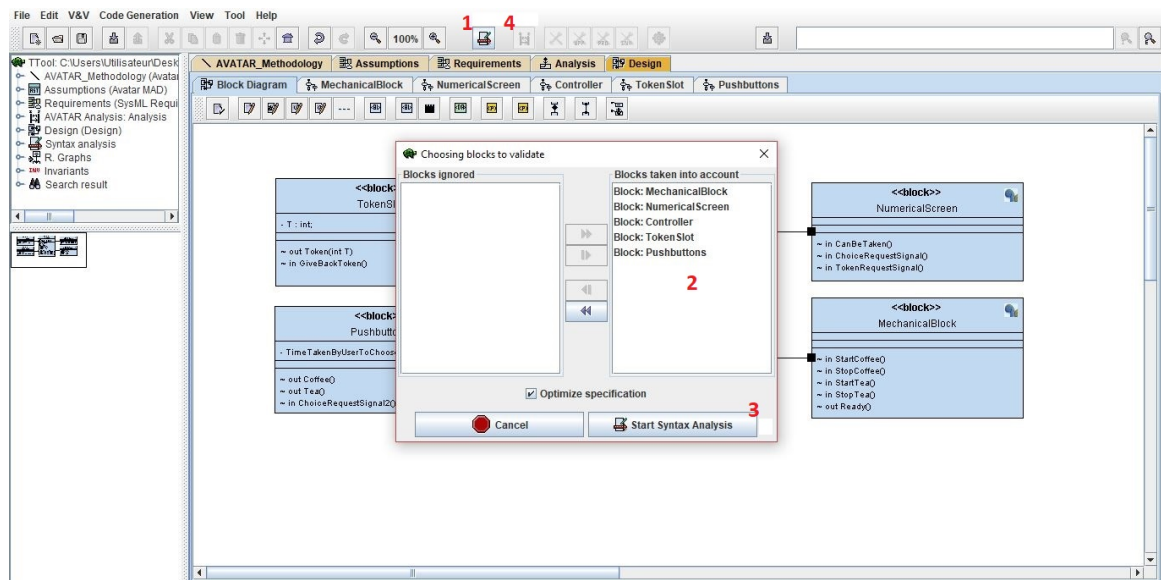 File Edit V&V Code Generation View Tool Help
1
4
100%
TTool: C:\Users\Utilisateur\Desk
AVATAR_Methodology (Avatar
Assumptions (Avatar MAD)
Requirements (SysML Requi
AVATAR Analysis: Analysis
Design (Design)
Syntax analysis
R. Graphs
Invariants
Search result
AVATAR_Methodology Assumptions Requirements Analysis Design
Block Diagram MechanicalBlock NumericalScreen Controller TokenSlot Pushbuttons
Choosing blocks to validate
Blocks ignored
Blocks taken into account
Block: MechanicalBlock
Block: NumericalScreen
Block: Controller
Block: TokenSlot
Block: Pushbuttons
2
Optimize specification
3
Cancel
Start Syntax Analysis
<<block
TokenSl
- T : int;
~ out Token(int T)
~ in GiveBackToken()
<<block
Pushbutto
- TimeTakenByUserToChoos
~ out Coffee()
~ out Tea()
~ in ChoiceRequestSignal2()
<<block>>
NumericalScreen
~ in CanBeTaken()
~ in ChoiceRequestSignal()
~ in TokenRequestSignal()
<<block>>
MechanicalBlock
~ in StartCoffee()
~ in StopCoffee()
~ in StartTea()
~ in StopTea()
~ out Ready()